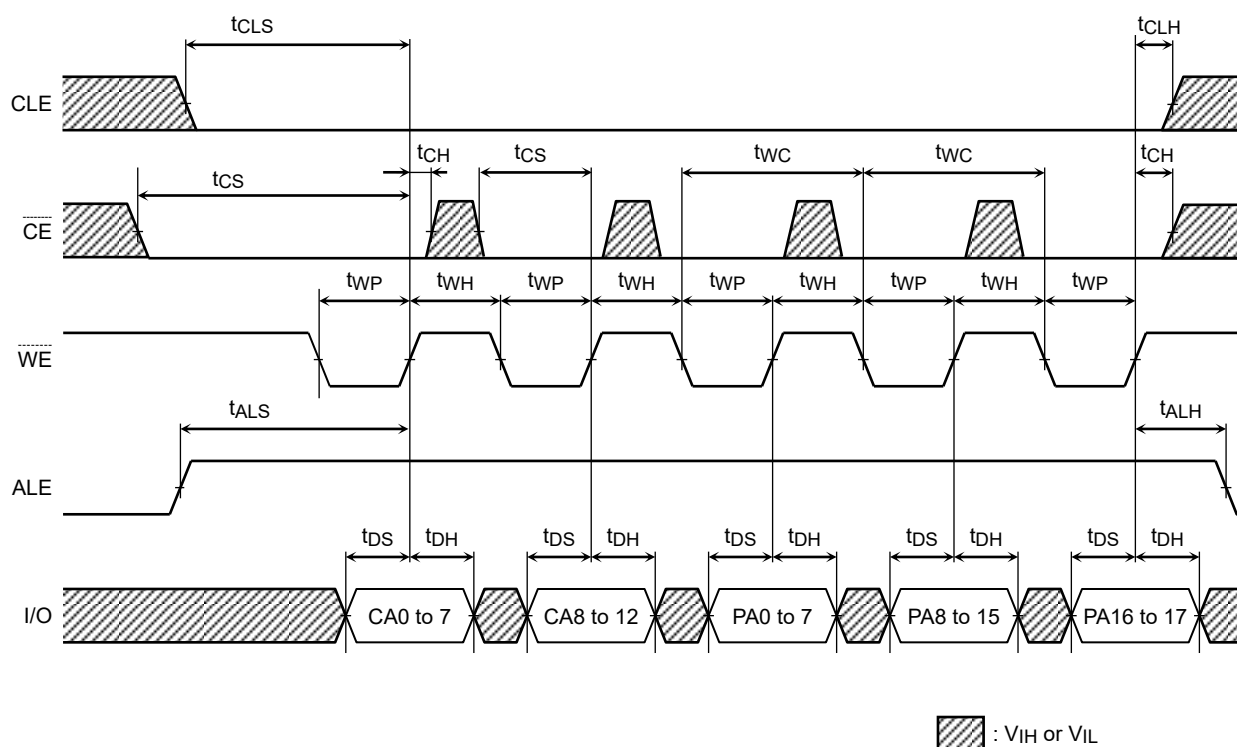 tCLS
tCLH
CLE
tCH
tCS
tWC
tWC
tCH
tCS
CE
tWP
tWH
tWP
tWH
tWP
tWH
tWP
tWH
tWP
WE
tALS
tALH
ALE
tDS
tDH
tDS
tDH
tDS
tDH
tDS
tDH
tDS
tDH
I/O
CA0 to 7
CA8 to 12
PA0 to 7
PA8 to 15
PA16 to 17
: VIH or VIL